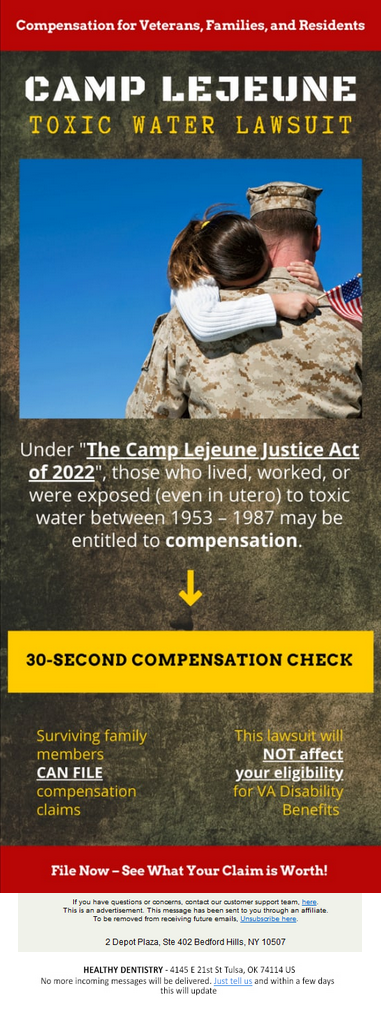 Compensation for Veterans, Families, and Residents
CAMP LEJEUNE
TOXIC WATER LAWSUIT
Under "The Camp Lejeune Justice Act
of 2022", those who lived, worked, or
were exposed (even in utero) to toxic
water between 1953 – 1987 may be
entitled to compensation.
30-SECOND COMPENSATION CHECK
Surviving family
members
CAN FILE
compensation
claims
This lawsuit will
NOT affect
your eligibility
for VA Disability
Benefits
File Now – See What Your Claim is Worth!
If you have questions or concerns, contact our customer support team, here.
This is an advertisement. This message has been sent to you through an affiliate.
To be removed from receiving future emails, Unsubscribe here.
2 Depot Plaza, Ste 402 Bedford Hills, NY 10507
HEALTHY DENTISTRY - 4145 E 21st St Tulsa, OK 74114 US
No more incoming messages will be delivered. Just tell us and within a few days
this will update